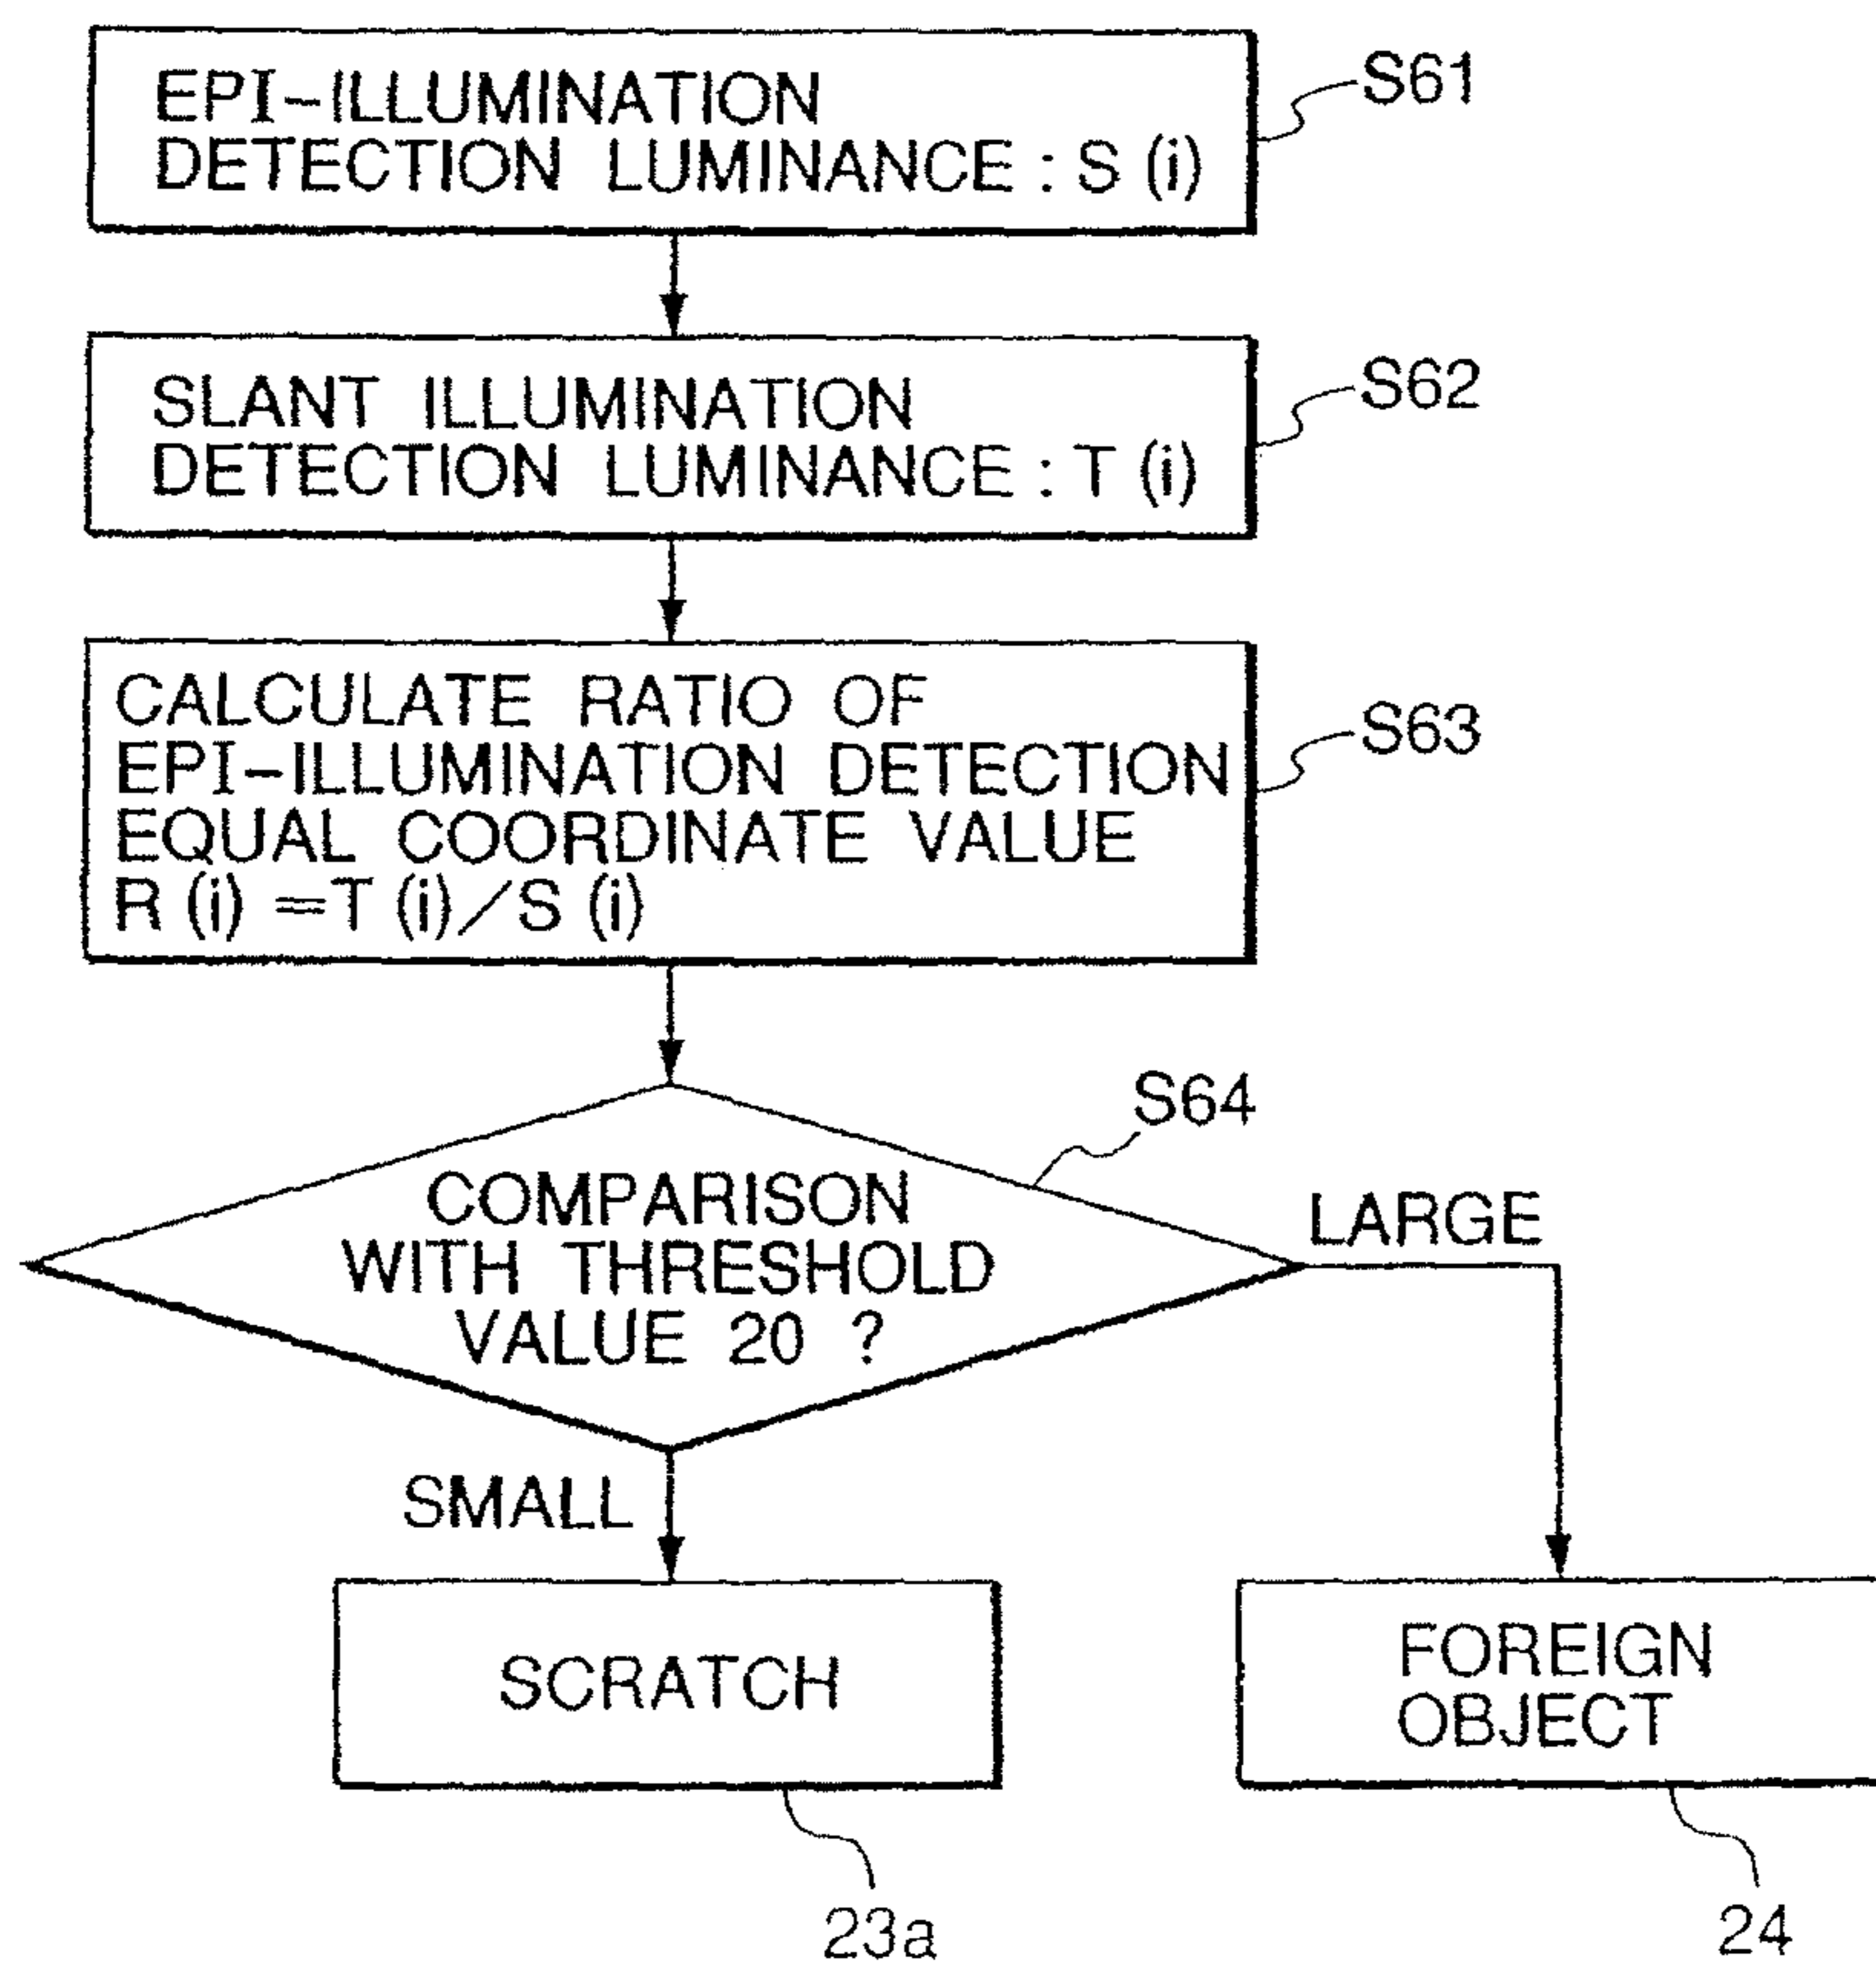 EPI-ILLUMINATION
DETECTION LUMINANCE : S (i)
S61
SLANT ILLUMINATION
DETECTION LUMINANCE : T (i)
S62
CALCULATE RATIO OF
EPI-ILLUMINATION DETECTION
EQUAL COORDINATE VALUE
R (i) =T (i)/S (i)
S63
S64
COMPARISON
WITH THRESHOLD
VALUE 20 ?
LARGE
SMALL
SCRATCH
FOREIGN
OBJECT
23a
24